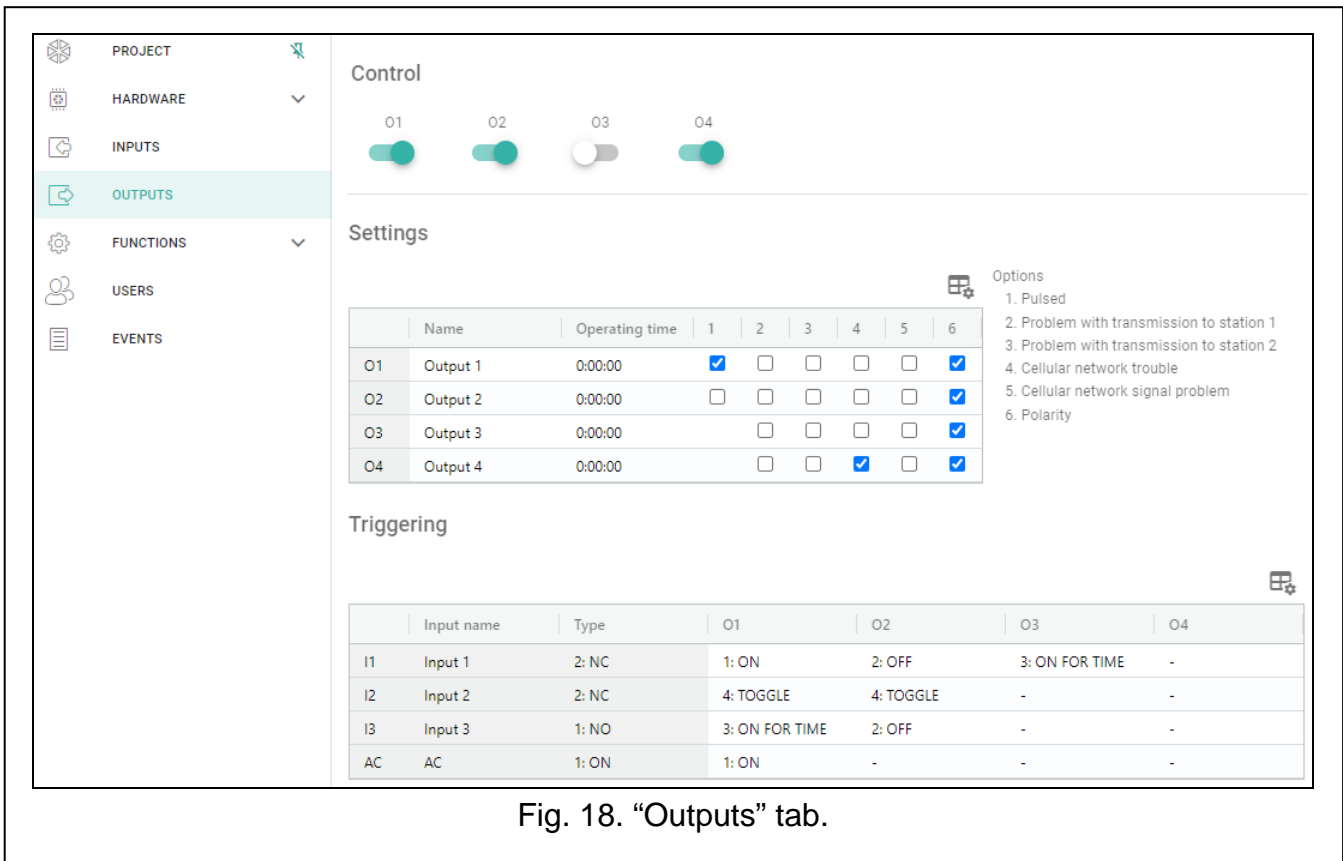 PROJECT
HARDWARE
INPUTS
OUTPUTS
FUNCTIONS
USERS
EVENTS
Control
O1 O2 O3 O4
Settings
Options
1. Pulsed
2. Problem with transmission to station 1
3. Problem with transmission to station 2
4. Cellular network trouble
5. Cellular network signal problem
6. Polarity
Name Operating time 1 2 3 4 5 6
O1 Output 1 0:00:00
O2 Output 2 0:00:00
O3 Output 3 0:00:00
O4 Output 4 0:00:00
Triggering
Input name Type O1 O2 O3 O4
I1 Input 1 2: NC 1: ON 2: OFF 3: ON FOR TIME -
I2 Input 2 2: NC 4: TOGGLE 4: TOGGLE - -
I3 Input 3 1: NO 3: ON FOR TIME 2: OFF - -
AC AC 1: ON 1: ON - - -
Fig. 18. “Outputs” tab.